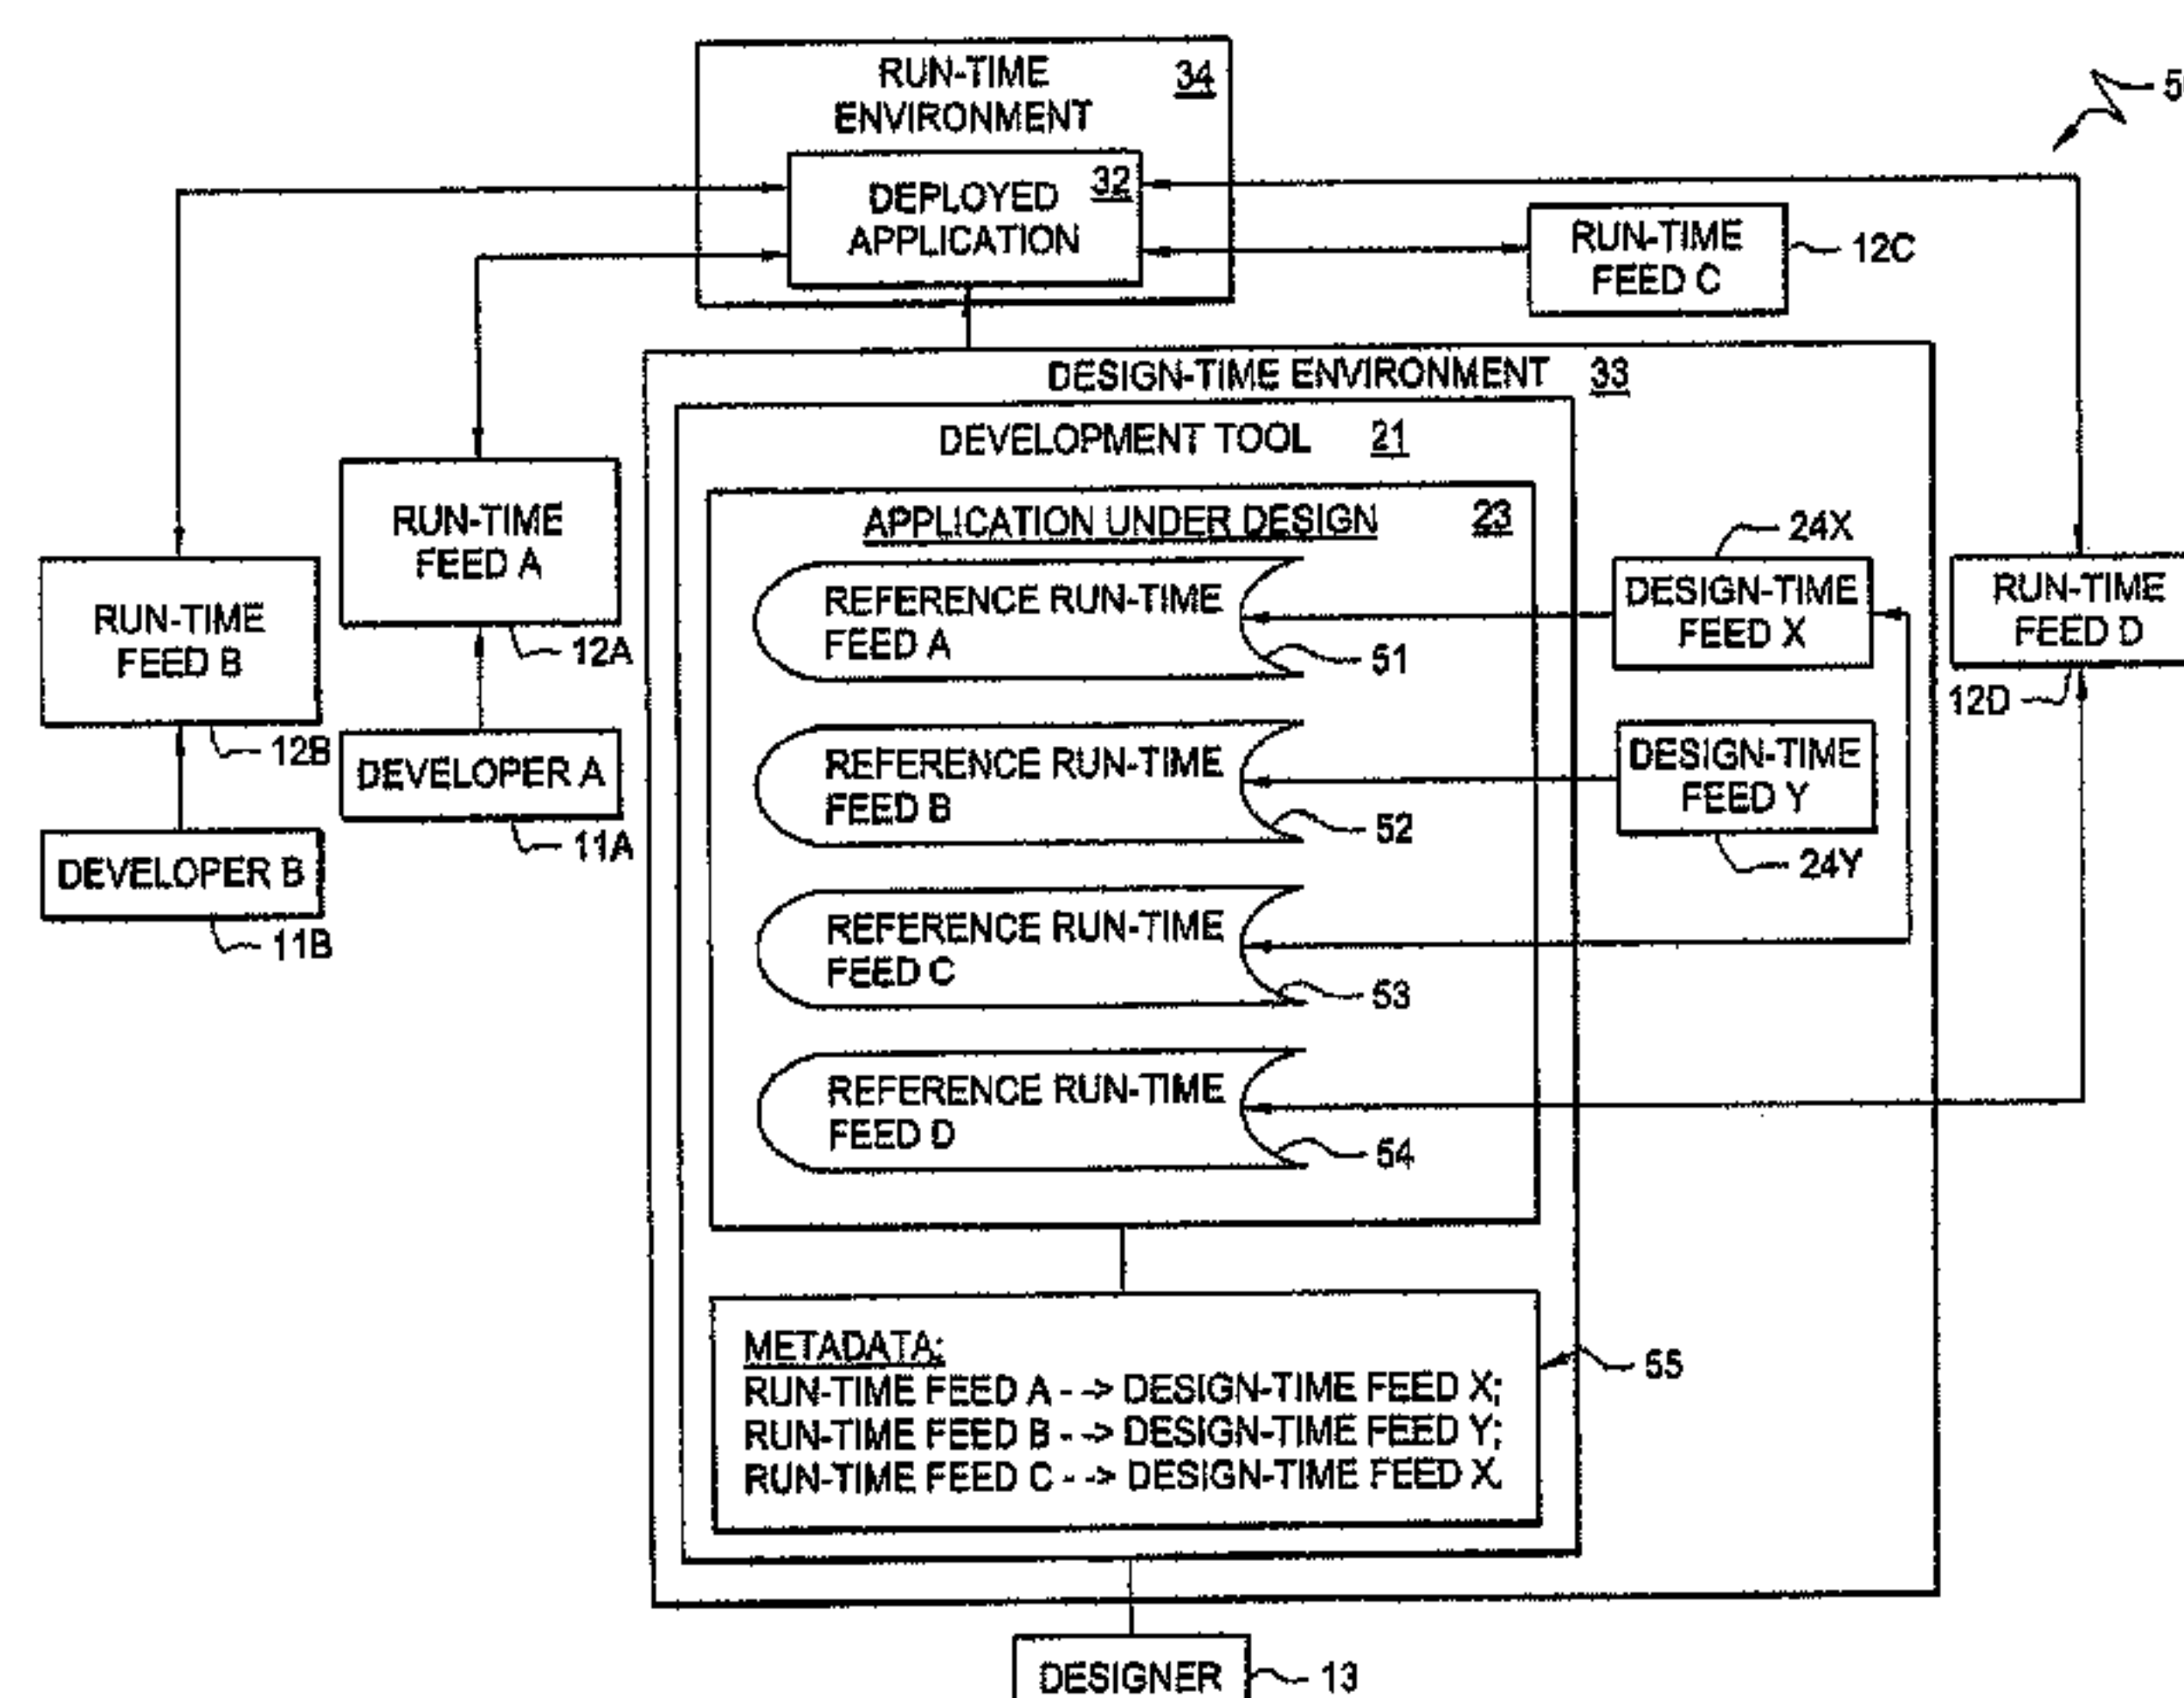 RUN-TIME
ENVIRONMENT
34
DEPLOYED
APPLICATION
32
RUN-TIME
FEED C
12C
DESIGN-TIME ENVIRONMENT 33
DEVELOPMENT TOOL 21
APPLICATION UNDER DESIGN 23
RUN-TIME
FEED A
12A
RUN-TIME
FEED B
12B
DEVELOPER A
11A
DEVELOPER B
11B
REFERENCE RUN-TIME
FEED A
51
REFERENCE RUN-TIME
FEED B
52
REFERENCE RUN-TIME
FEED C
53
REFERENCE RUN-TIME
FEED D
54
24X
DESIGN-TIME
FEED X
DESIGN-TIME
FEED Y
24Y
RUN-TIME
FEED D
12D
METADATA:
RUN-TIME FEED A - -> DESIGN-TIME FEED X;
RUN-TIME FEED B - -> DESIGN-TIME FEED Y;
RUN-TIME FEED C - -> DESIGN-TIME FEED X.
55
DESIGNER
13